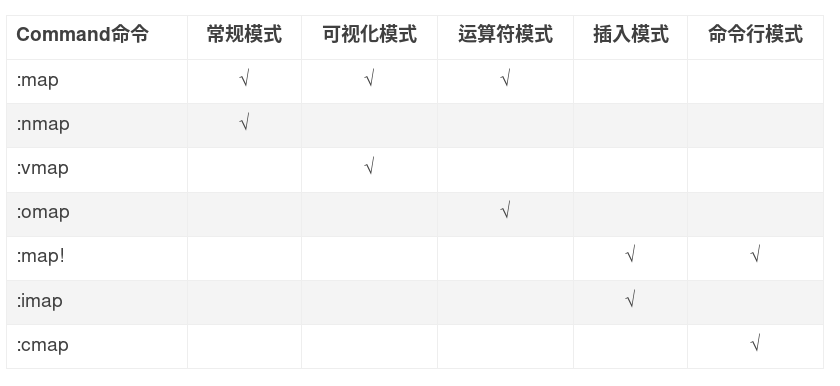 Command命令 常规模式 可视化模式 运算符模式 插入模式 命令行模式
:map √ √ √
:nmap √
:vmap √
:omap √
:map! √ √
:imap √
:cmap √